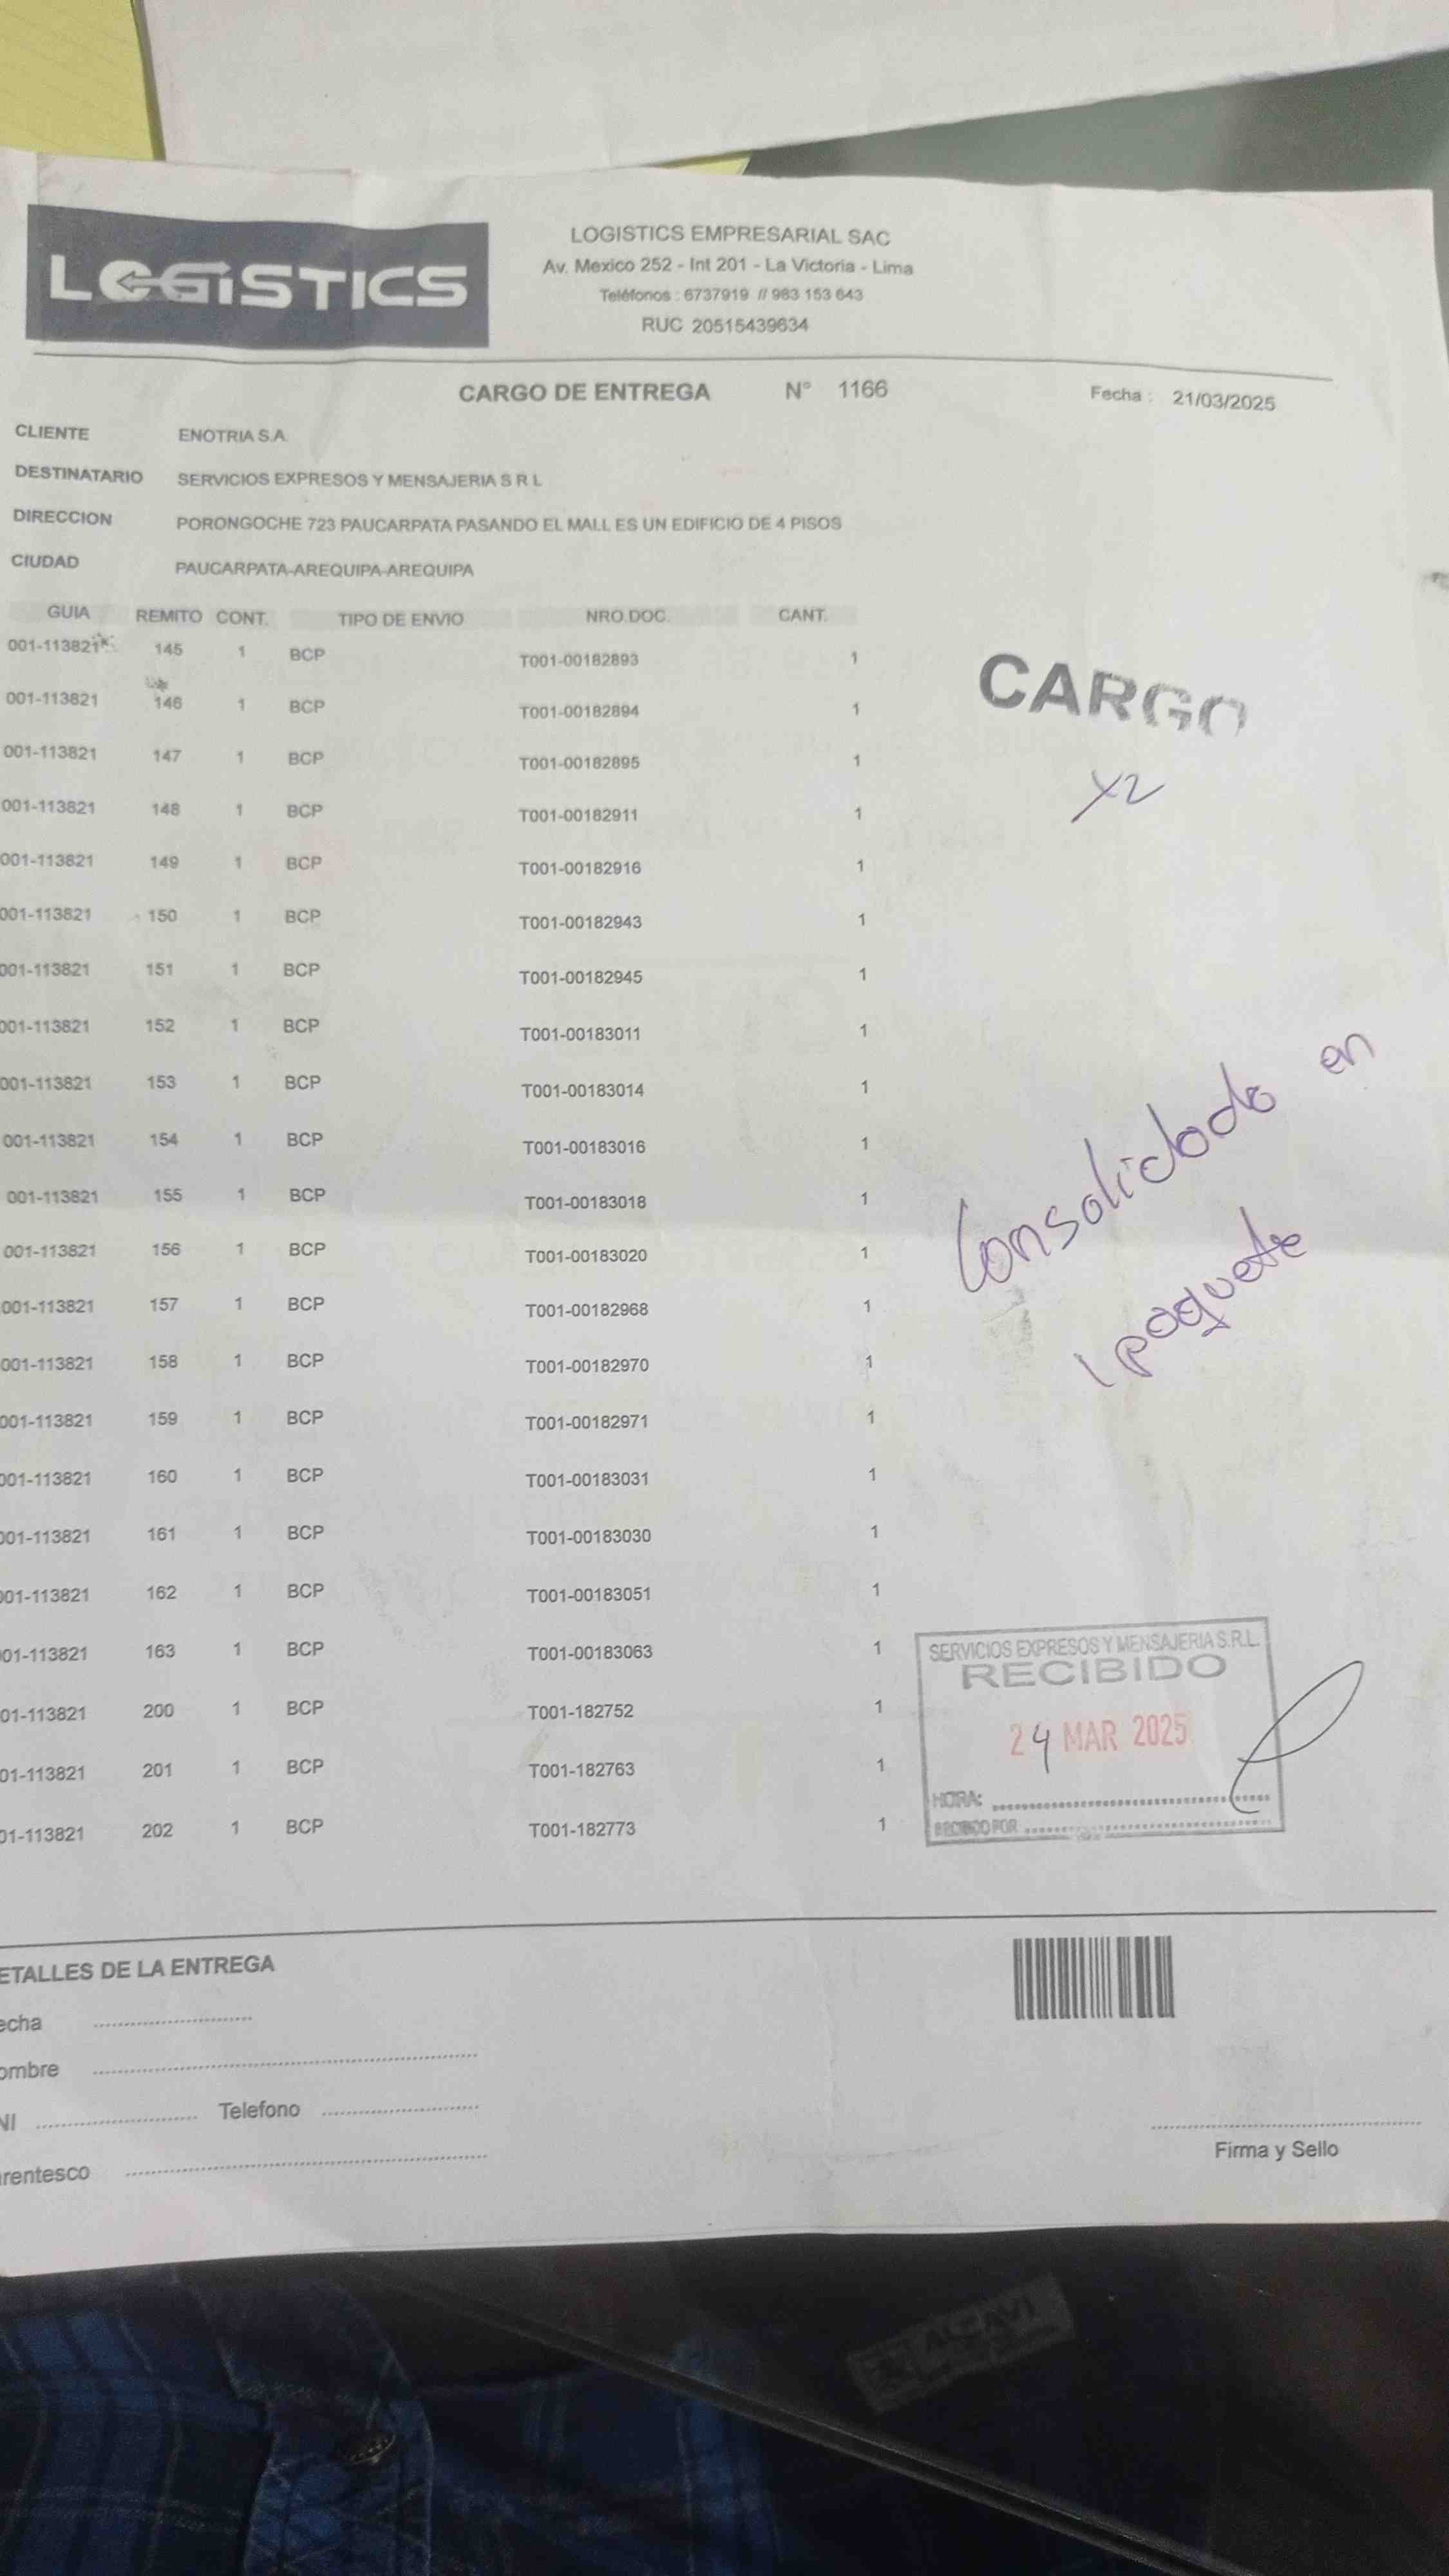 LOGISTICS
LOGISTICS EMPRESARIAL SAC
Av. Mexico 252 - Int 201 - La Victoria - Lima
Teléfonos : 6737919 // 983 153 643
RUC 20515439634
CARGO DE ENTREGA N° 1166 Fecha : 21/03/2025
CLIENTE ENOTRIA S.A.
DESTINATARIO SERVICIOS EXPRESOS Y MENSAJERIA S R L
DIRECCION PORONGOCHE 723 PAUCARPATA PASANDO EL MALL ES UN EDIFICIO DE 4 PISOS
CIUDAD PAUCARPATA-AREQUIPA-AREQUIPA
GUIA REMITO CONT. TIPO DE ENVIO NRO.DOC. CANT.
001-113821 145 1 BCP T001-00182893 1
001-113821 146 1 BCP T001-00182894 1
001-113821 147 1 BCP T001-00182895 1
001-113821 148 1 BCP T001-00182911 1
001-113821 149 1 BCP T001-00182916 1
001-113821 150 1 BCP T001-00182943 1
001-113821 151 1 BCP T001-00182945 1
001-113821 152 1 BCP T001-00183011 1
001-113821 153 1 BCP T001-00183014 1
001-113821 154 1 BCP T001-00183016 1
001-113821 155 1 BCP T001-00183018 1
001-113821 156 1 BCP T001-00183020 1
001-113821 157 1 BCP T001-00182968 1
001-113821 158 1 BCP T001-00182970 1
001-113821 159 1 BCP T001-00182971 1
001-113821 160 1 BCP T001-00183031 1
001-113821 161 1 BCP T001-00183030 1
001-113821 162 1 BCP T001-00183051 1
01-113821 163 1 BCP T001-00183063 1
01-113821 200 1 BCP T001-182752 1
01-113821 201 1 BCP T001-182763 1
01-113821 202 1 BCP T001-182773 1
CARGO
x2
Consolidado en
1 paquete
SERVICIOS EXPRESOS Y MENSAJERIA S.R.L.
RECIBIDO
24 MAR 2025
HORA:
RECIBIDO POR
ETALLES DE LA ENTREGA
echa
ombre
NI Telefono
rentesco
Firma y Sello